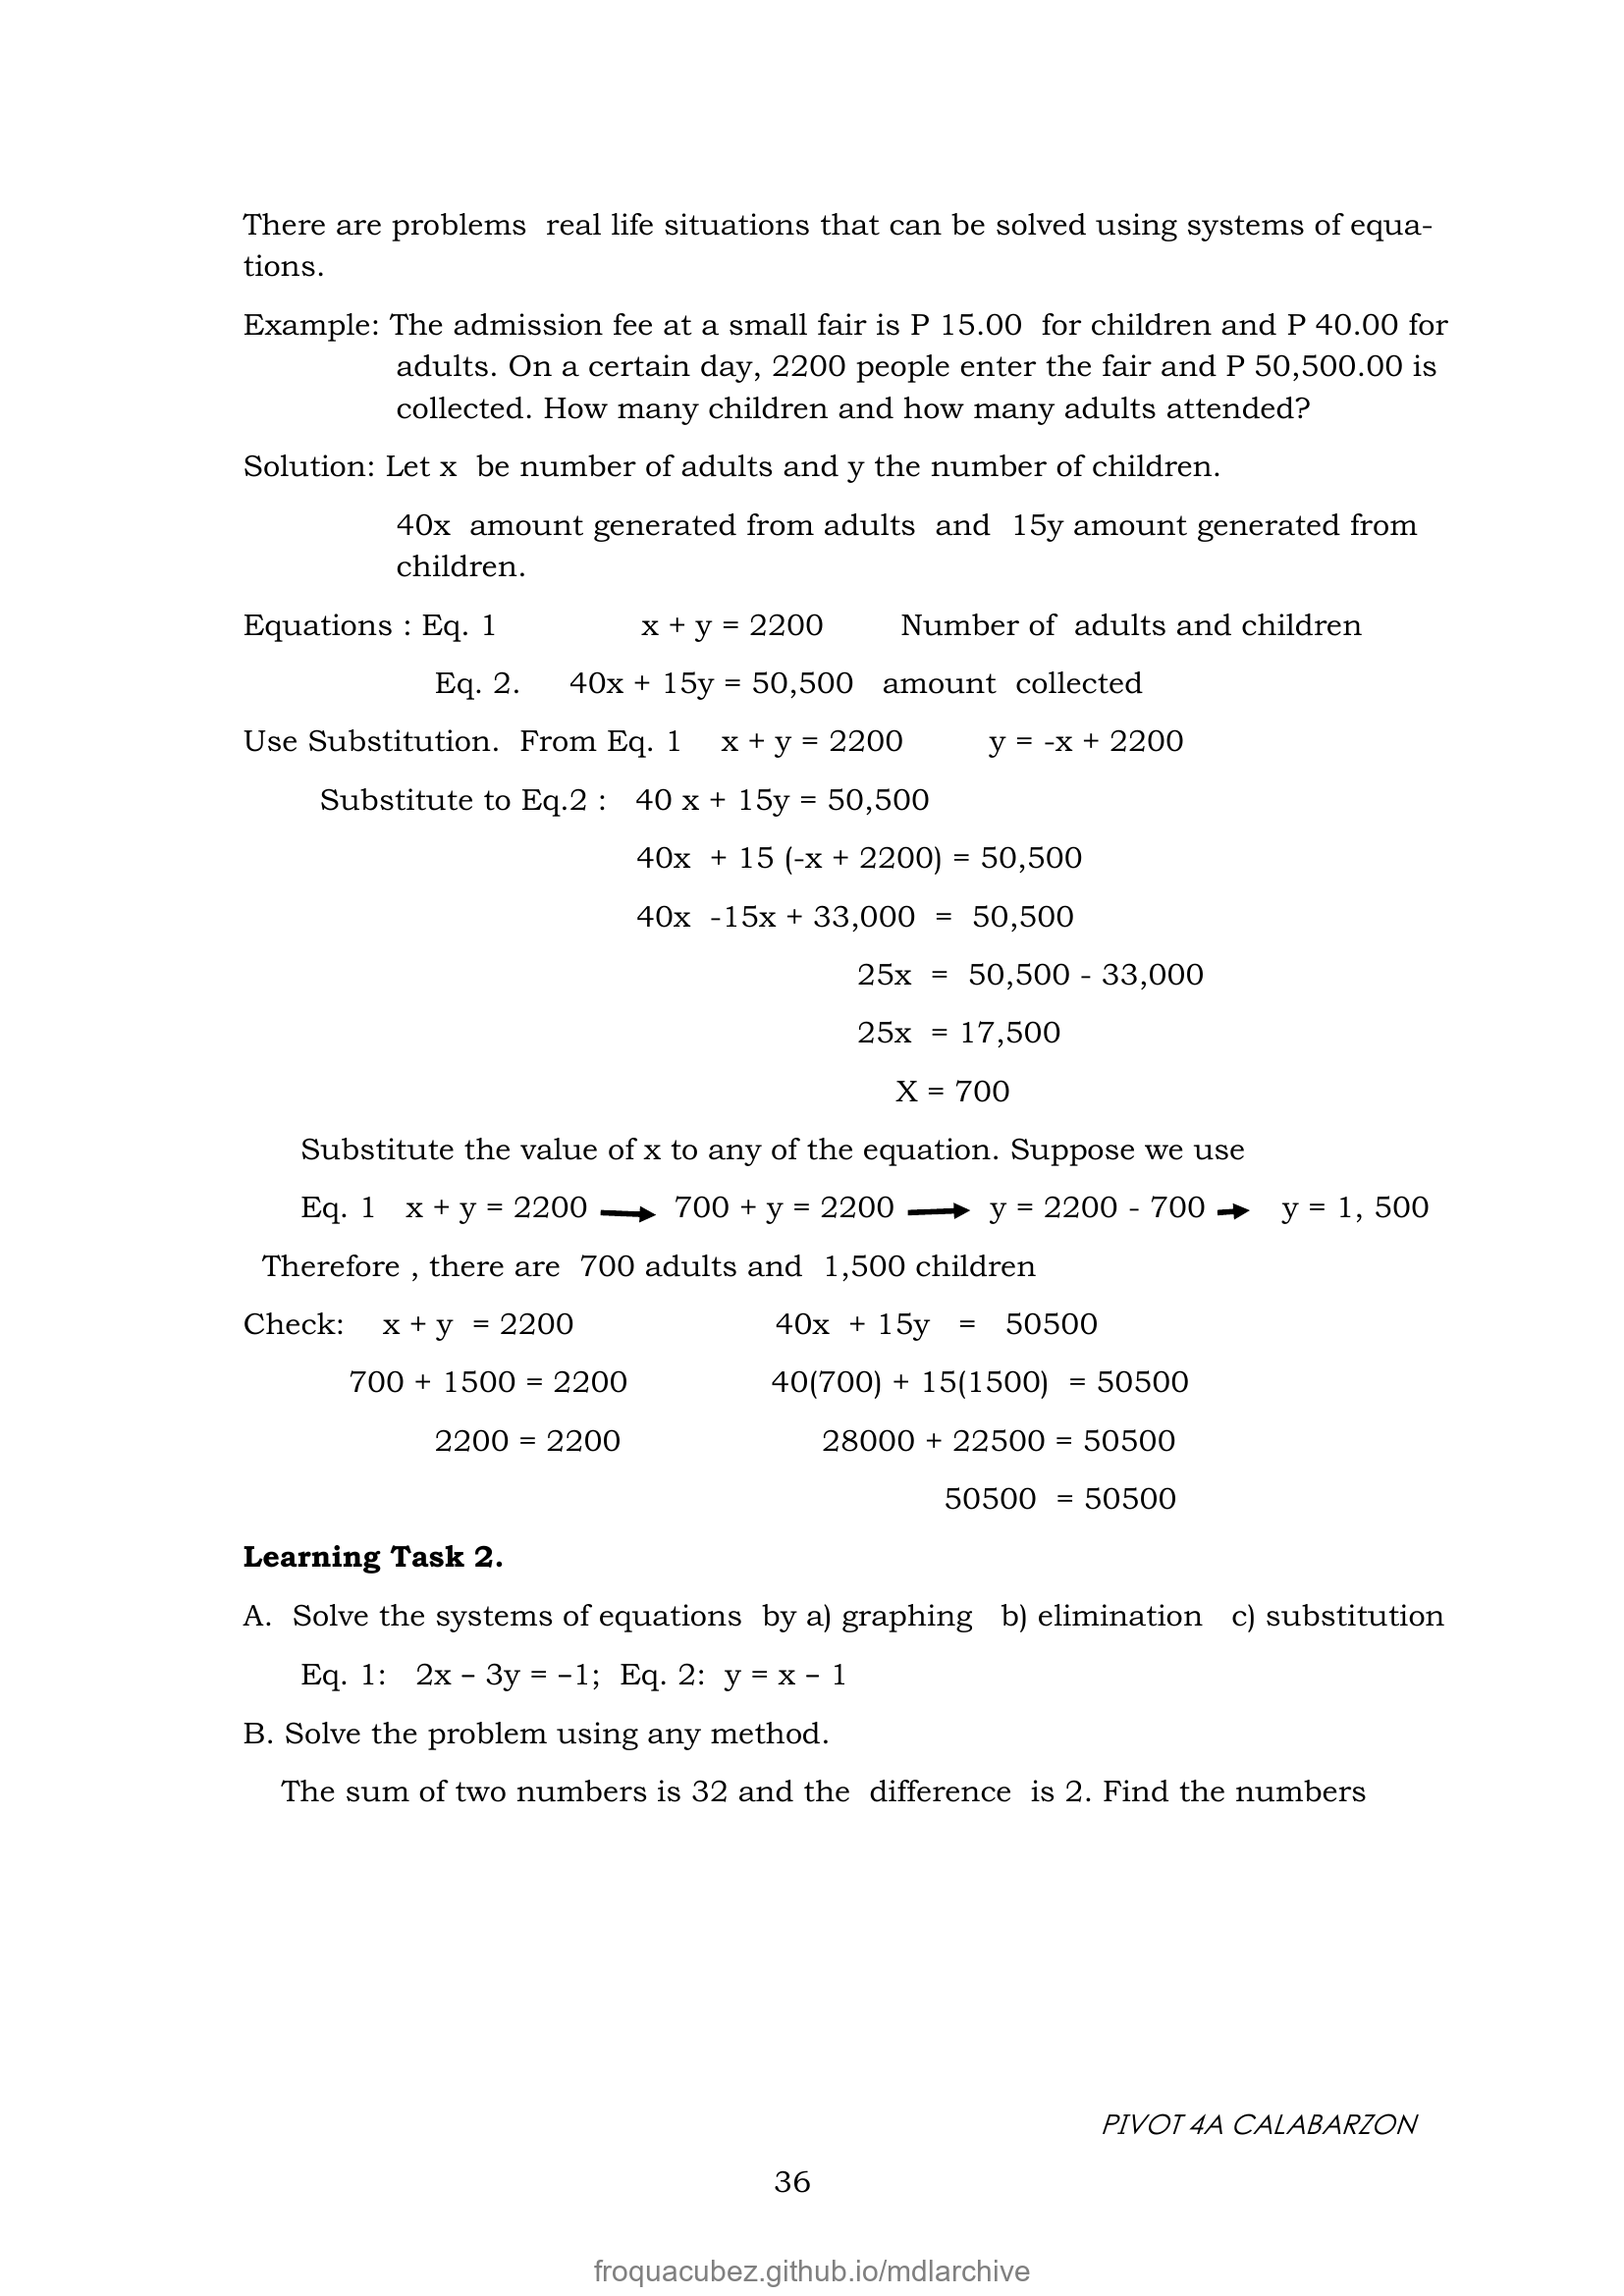 There are problems  real life situations that can be solved using systems of equa-
tions.
Example: The admission fee at a small fair is P 15.00  for children and P 40.00 for
adults. On a certain day, 2200 people enter the fair and P 50,500.00 is
collected. How many children and how many adults attended?
Solution: Let x  be number of adults and y the number of children.
40x  amount generated from adults  and  15y amount generated from
children.
Equations : Eq. 1 x + y = 2200 Number of  adults and children
Eq. 2. 40x + 15y = 50,500 amount  collected
Use Substitution.  From Eq. 1 x + y = 2200 y = -x + 2200
Substitute to Eq.2 : 40 x + 15y = 50,500
40x  + 15 (-x + 2200) = 50,500
40x  -15x + 33,000  =  50,500
25x  =  50,500 - 33,000
25x  = 17,500
X = 700
Substitute the value of x to any of the equation. Suppose we use
Eq. 1 x + y = 2200 700 + y = 2200 y = 2200 - 700 y = 1, 500
Therefore , there are  700 adults and  1,500 children
Check: x + y  = 2200 40x  + 15y  =  50500
700 + 1500 = 2200 40(700) + 15(1500)  = 50500
2200 = 2200 28000 + 22500 = 50500
50500  = 50500
Learning Task 2.
A.  Solve the systems of equations  by a) graphing  b) elimination  c) substitution
Eq. 1:  2x – 3y = –1;  Eq. 2:  y = x – 1
B. Solve the problem using any method.
The sum of two numbers is 32 and the  difference  is 2. Find the numbers
PIVOT 4A CALABARZON
36
froquacubez.github.io/mdlarchive